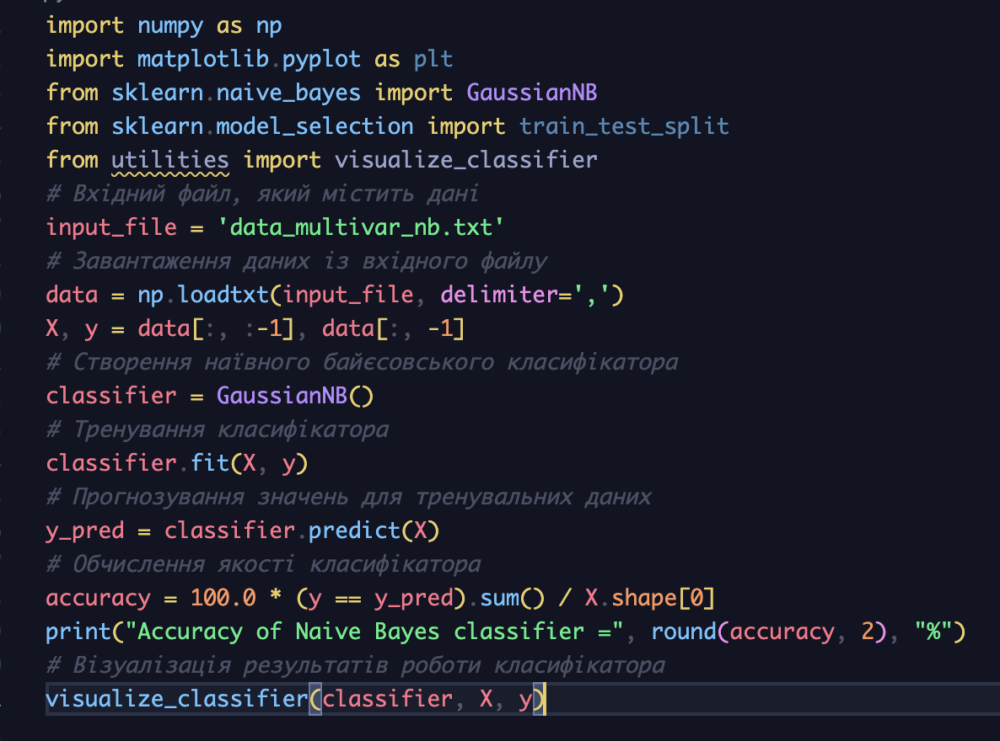 import numpy as np
import matplotlib.pyplot as plt
from sklearn.naive_bayes import GaussianNB
from sklearn.model_selection import train_test_split
from utilities import visualize_classifier
# Вхідний файл, який містить дані
input_file = 'data_multivar_nb.txt'
# Завантаження даних із вхідного файлу
data = np.loadtxt(input_file, delimiter=',')
X, y = data[:, :-1], data[:, -1]
# Створення наївного байєсовського класифікатора
classifier = GaussianNB()
# Тренування класифікатора
classifier.fit(X, y)
# Прогнозування значень для тренувальних даних
y_pred = classifier.predict(X)
# Обчислення якості класифікатора
accuracy = 100.0 * (y == y_pred).sum() / X.shape[0]
print("Accuracy of Naive Bayes classifier =", round(accuracy, 2), "%")
# Візуалізація результатів роботи класифікатора
visualize_classifier(classifier, X, y)